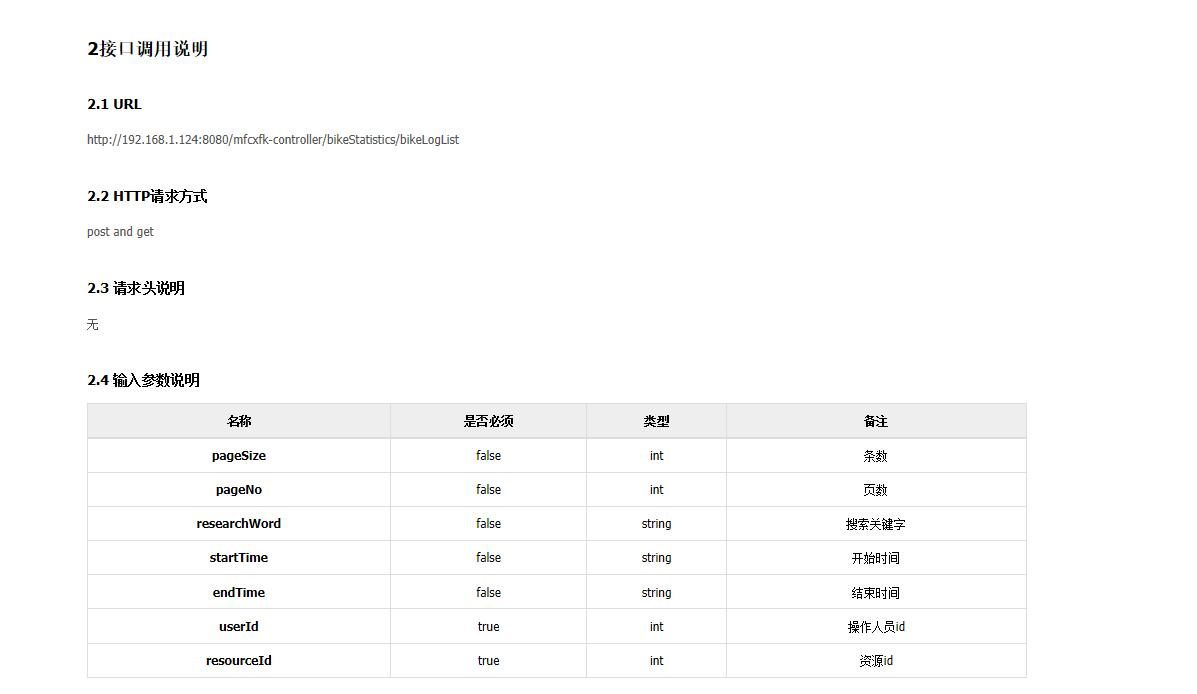 2接口调用说明
2.1 URL
http://192.168.1.124:8080/mfcxfk-controller/bikeStatistics/bikeLogList
2.2 HTTP请求方式
post and get
2.3 请求头说明
无
2.4 输入参数说明
名称 是否必须 类型 备注
pageSize false int 条数
pageNo false int 页数
researchWord false string 搜索关键字
startTime false string 开始时间
endTime false string 结束时间
userId true int 操作人员id
resourceId true int 资源id